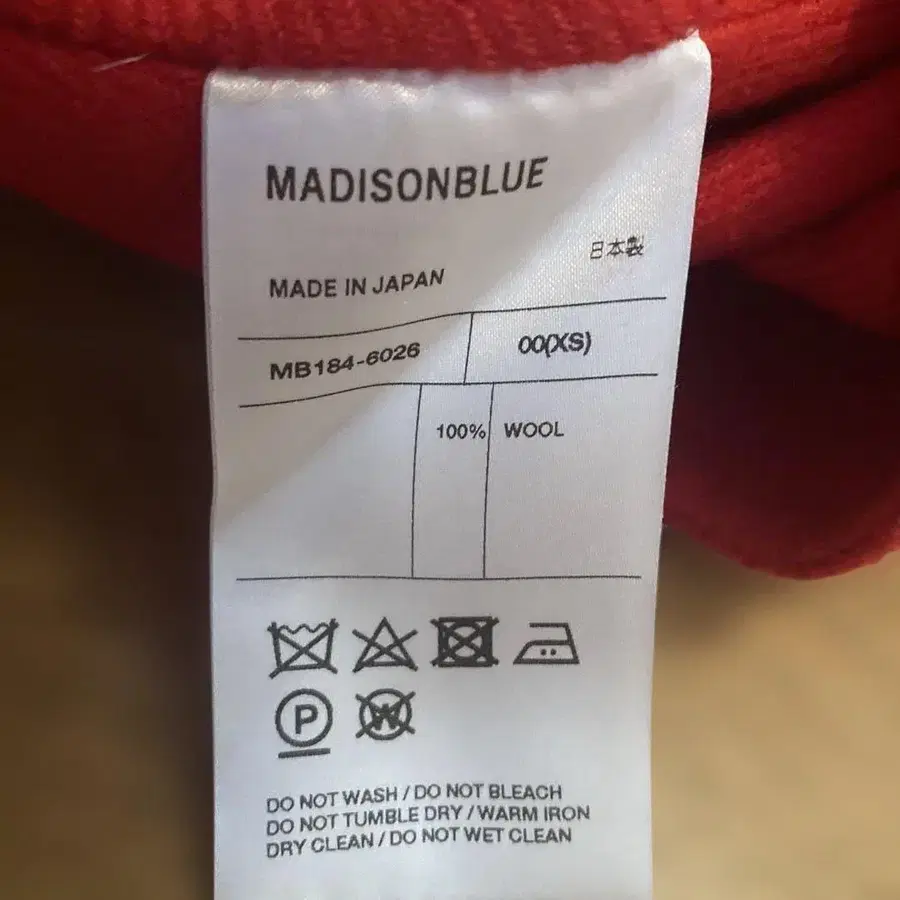 MADISONBLUE
日本製
MADE IN JAPAN
MB184-6026 00(XS)
100% WOOL
P
W
DO NOT WASH / DO NOT BLEACH
DO NOT TUMBLE DRY / WARM IRON
DRY CLEAN / DO NOT WET CLEAN